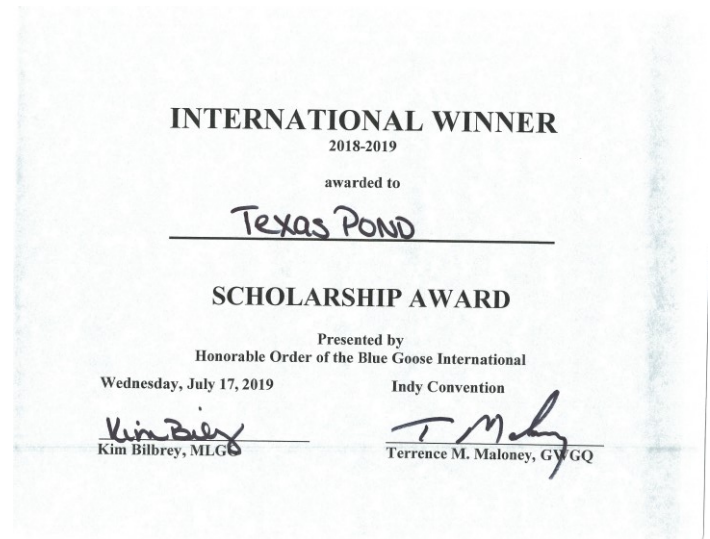 INTERNATIONAL WINNER
2018-2019
awarded to
Texas POND
SCHOLARSHIP AWARD
Presented by
Honorable Order of the Blue Goose International
Wednesday, July 17, 2019 Indy Convention
Kim Bilbrey T Maloney
Kim Bilbrey, MLGG Terrence M. Maloney, GWGQ